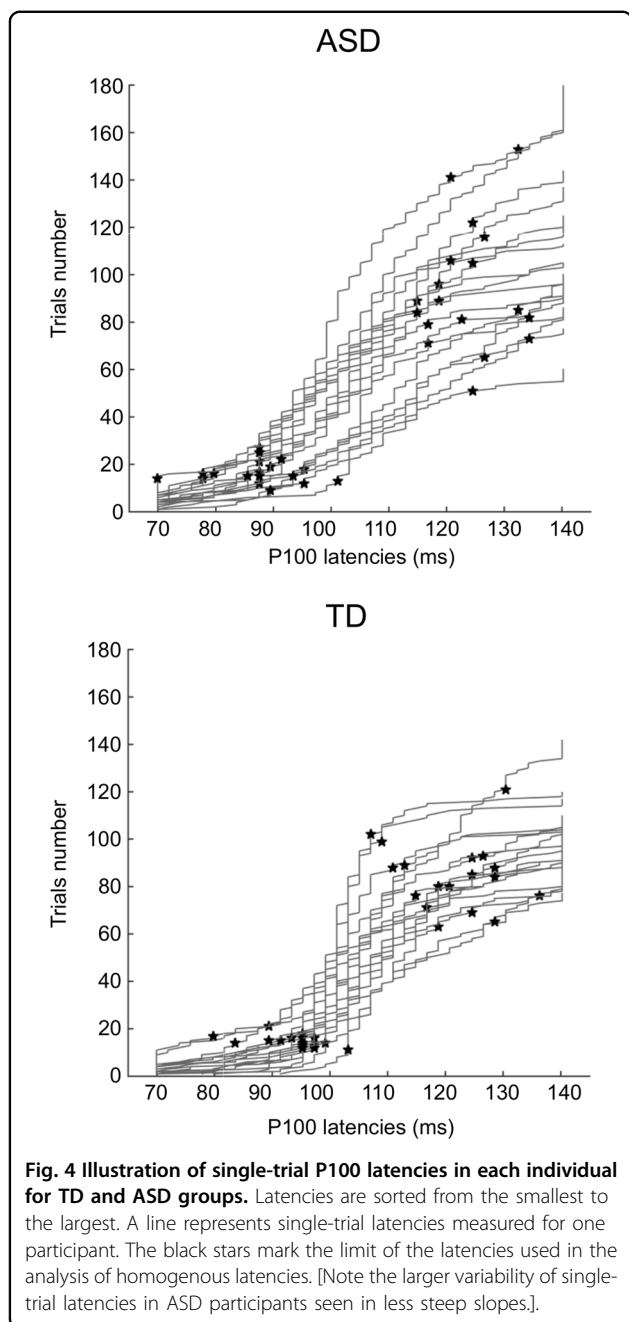 ASD
180
160
140
120
100
80
60
40
20
0
Trials number
70 80 90 100 110 120 130 140
P100 latencies (ms)
TD
180
160
140
120
100
80
60
40
20
0
Trials number
70 80 90 100 110 120 130 140
P100 latencies (ms)
Fig. 4 Illustration of single-trial P100 latencies in each individual
for TD and ASD groups. Latencies are sorted from the smallest to
the largest. A line represents single-trial latencies measured for one
participant. The black stars mark the limit of the latencies used in the
analysis of homogenous latencies. [Note the larger variability of single-
trial latencies in ASD participants seen in less steep slopes.].